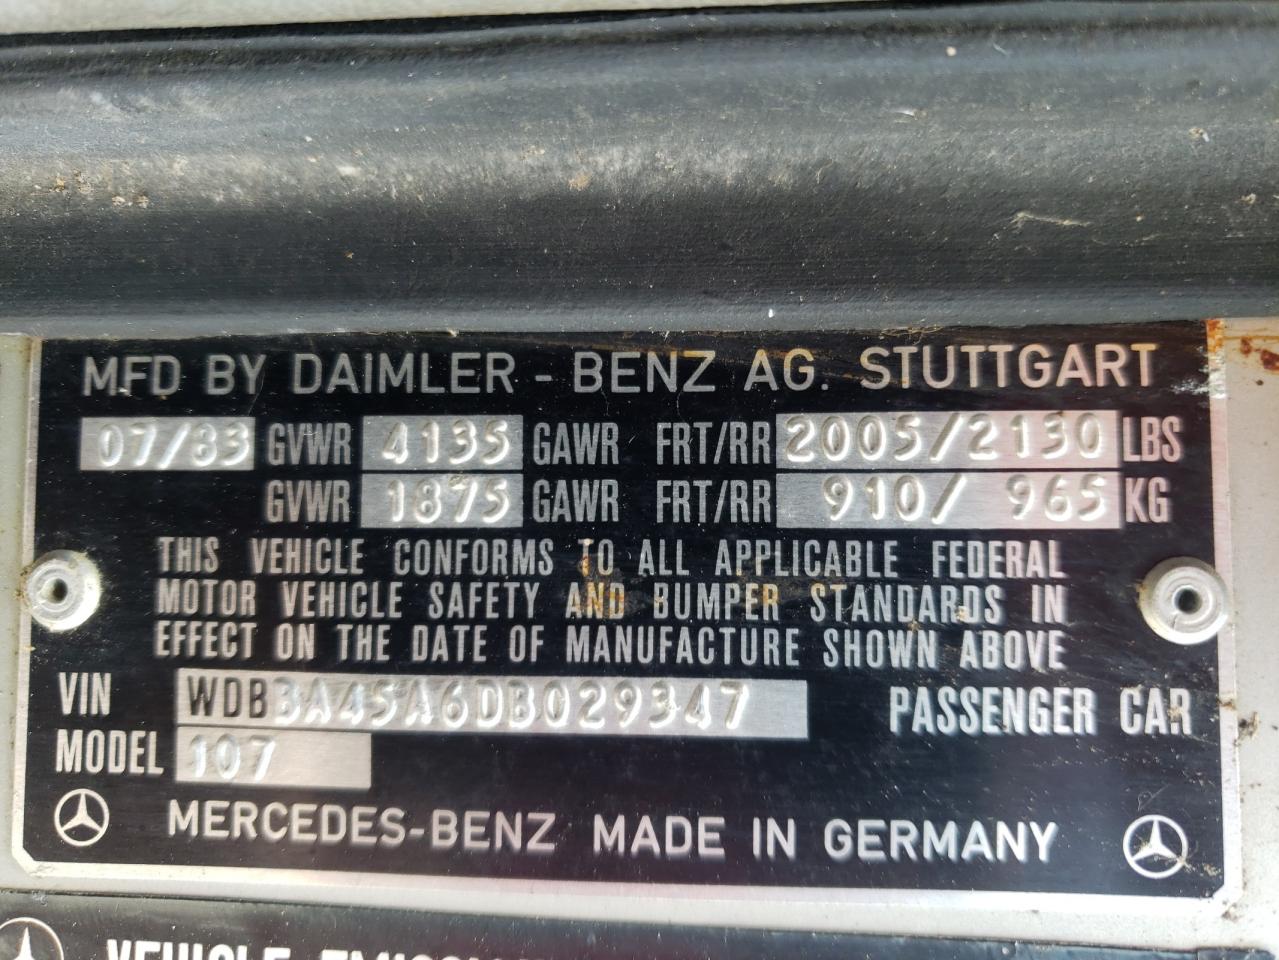 MFD BY DAIMLER - BENZ AG. STUTTGART
07/83 GVWR 4135 GAWR FRT/RR 2005/2130 LBS
GVWR 1875 GAWR FRT/RR 910/ 965 KG
THIS VEHICLE CONFORMS TO ALL APPLICABLE FEDERAL
MOTOR VEHICLE SAFETY AND BUMPER STANDARDS IN
EFFECT ON THE DATE OF MANUFACTURE SHOWN ABOVE
VIN WDBBA45A6DB029347 PASSENGER CAR
MODEL 107
MERCEDES-BENZ MADE IN GERMANY
VEHICLE